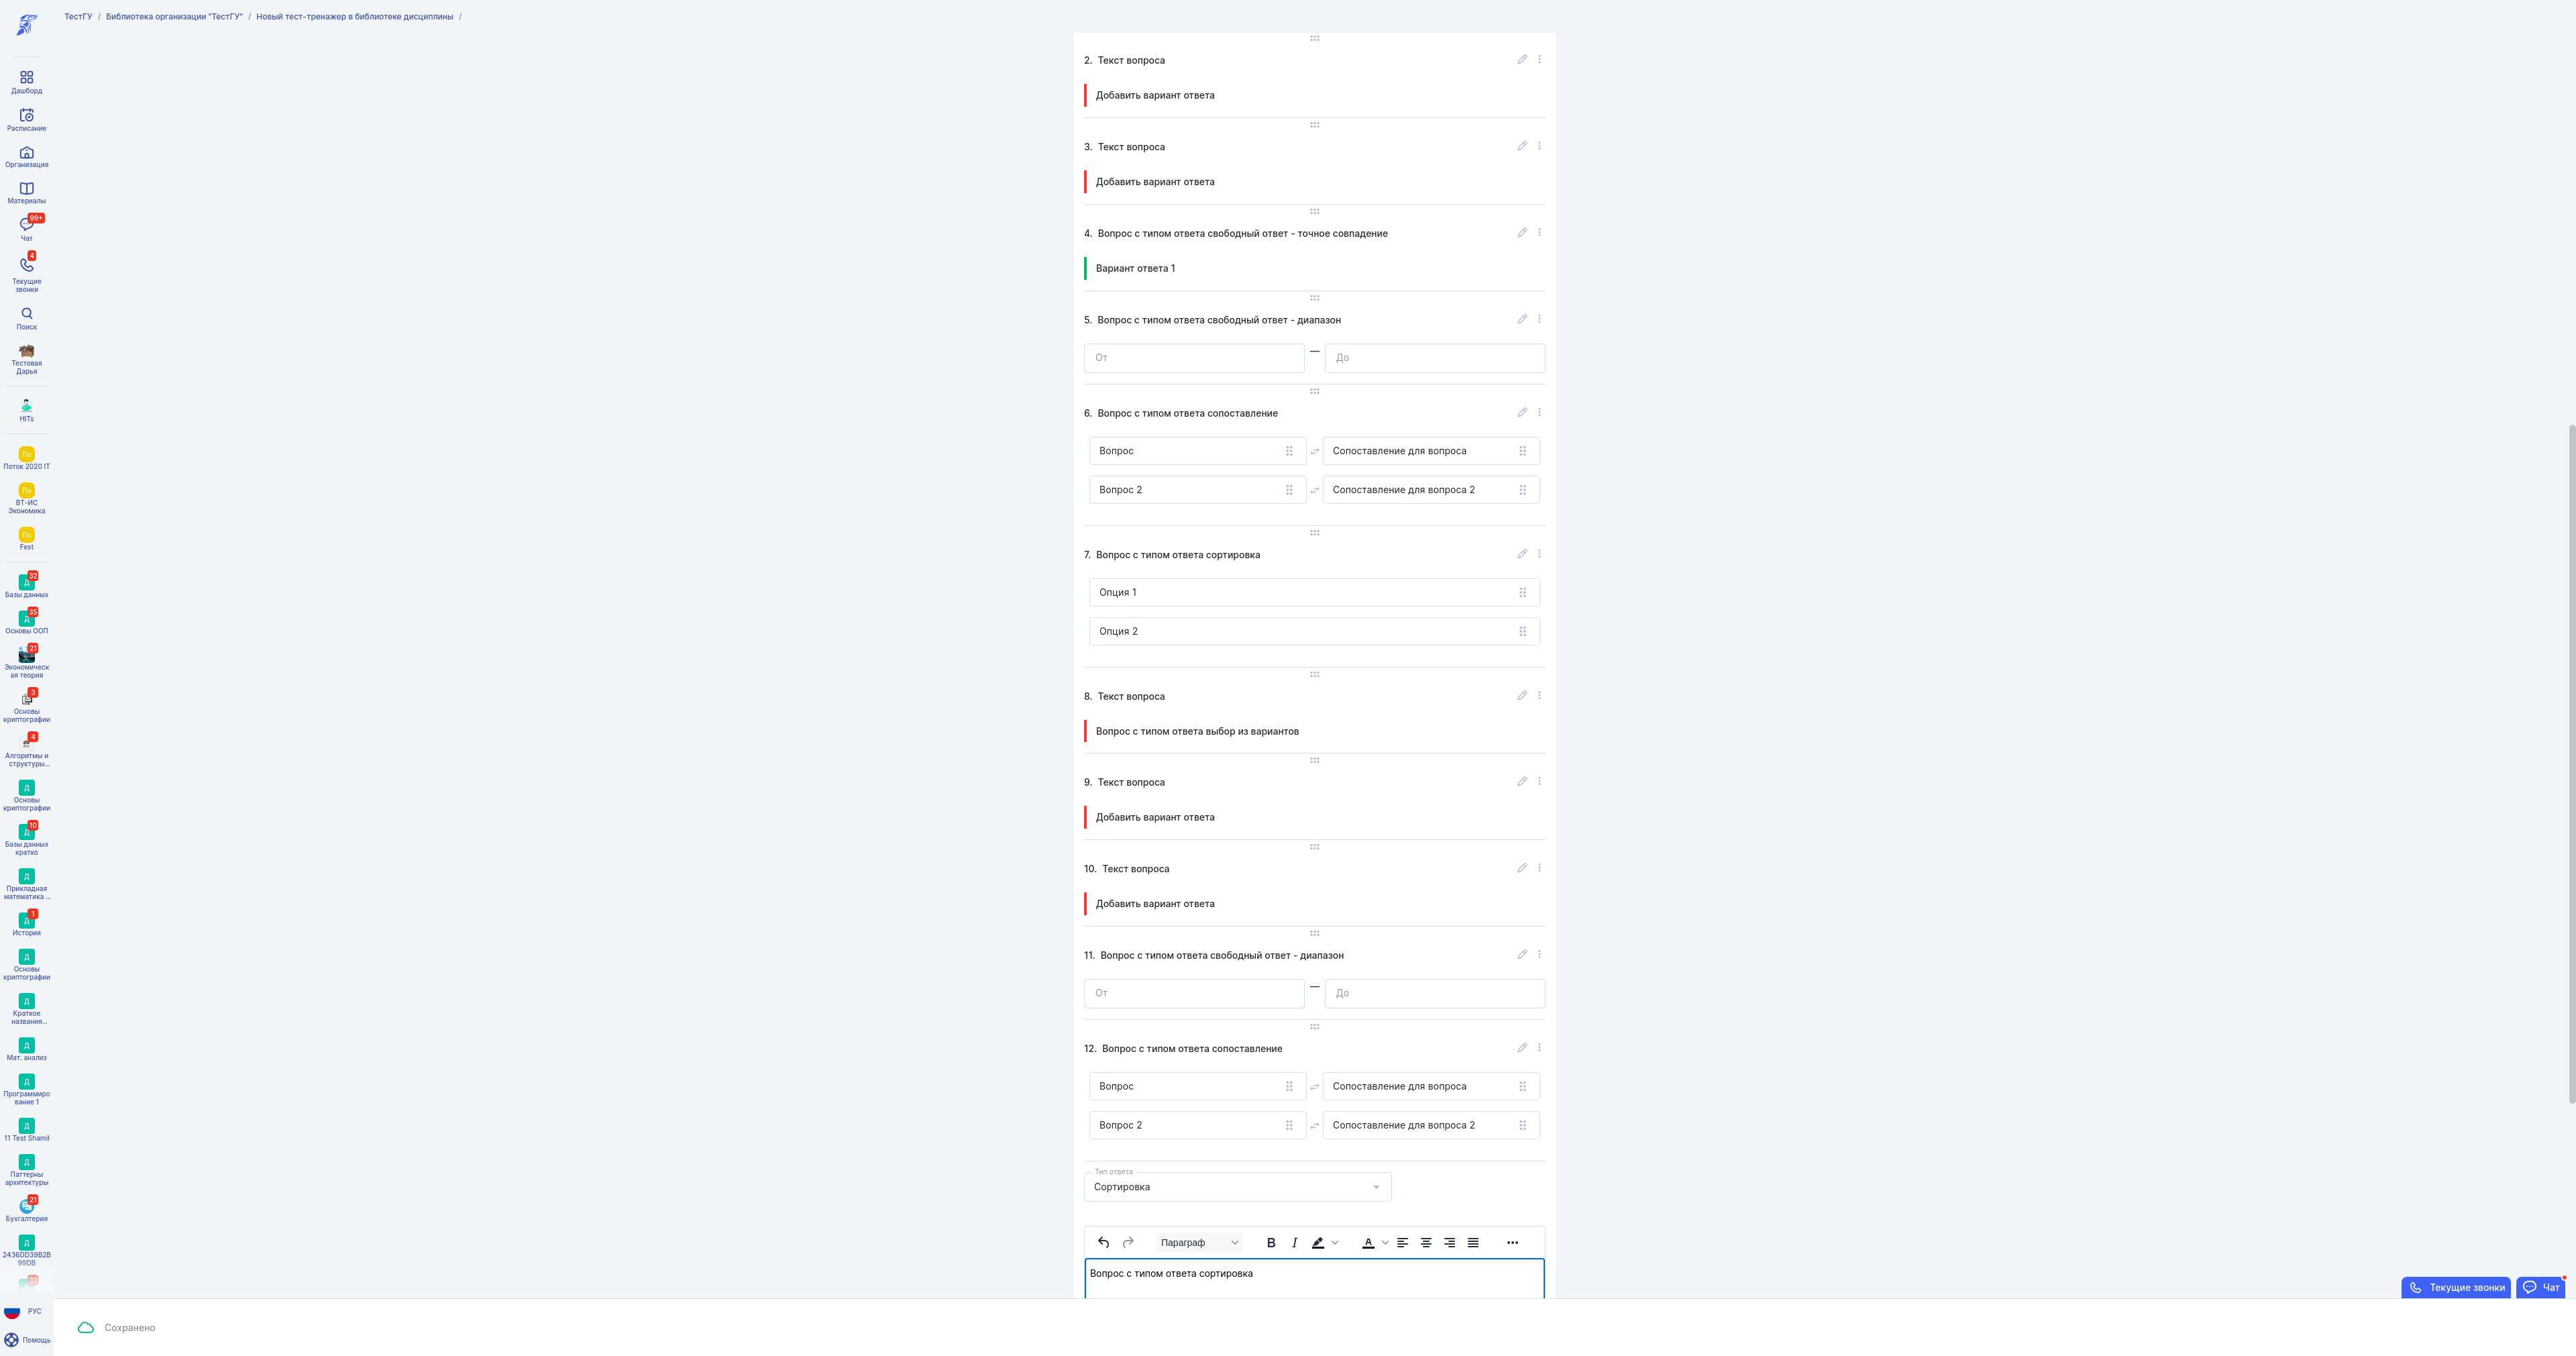 ТестГУ / Библиотека организации "ТестГУ" / Новый тест-тренажер в библиотеке дисциплины /
Дашборд
Расписание
Организация
Материалы
99+
Чат
4
Текущие
звонки
Поиск
Тестовая
Дарья
HITs
По
Поток 2020 IT
По
ВТ-ИС
Экономика
По
Fest
Д
32
Базы данных
Д
35
Основы ООП
21
Экономическ
ая теория
3
Основы
криптографии
4
Алгоритмы и
структуры...
Д
Основы
криптографии
Д
10
Базы данных
кратко
Д
Прикладная
математика ...
Д
1
История
Д
Основы
криптографии
Д
Краткое
названия...
Д
Мат. анализ
Д
Программиро
вание 1
Д
11 Test Shamil
Д
Паттерны
архитектуры
21
Бухгалтерия
Д
2436DD39B2B
99DB
32
РУС
Помощь
2. Текст вопроса
Добавить вариант ответа
3. Текст вопроса
Добавить вариант ответа
4. Вопрос с типом ответа свободный ответ - точное совпадение
Вариант ответа 1
5. Вопрос с типом ответа свободный ответ - диапазон
От — До
6. Вопрос с типом ответа сопоставление
Вопрос Сопоставление для вопроса
Вопрос 2 Сопоставление для вопроса 2
7. Вопрос с типом ответа сортировка
Опция 1
Опция 2
8. Текст вопроса
Вопрос с типом ответа выбор из вариантов
9. Текст вопроса
Добавить вариант ответа
10. Текст вопроса
Добавить вариант ответа
11. Вопрос с типом ответа свободный ответ - диапазон
От — До
12. Вопрос с типом ответа сопоставление
Вопрос Сопоставление для вопроса
Вопрос 2 Сопоставление для вопроса 2
Тип ответа
Сортировка
Параграф B I A
Вопрос с типом ответа сортировка
Текущие звонки Чат
Сохранено